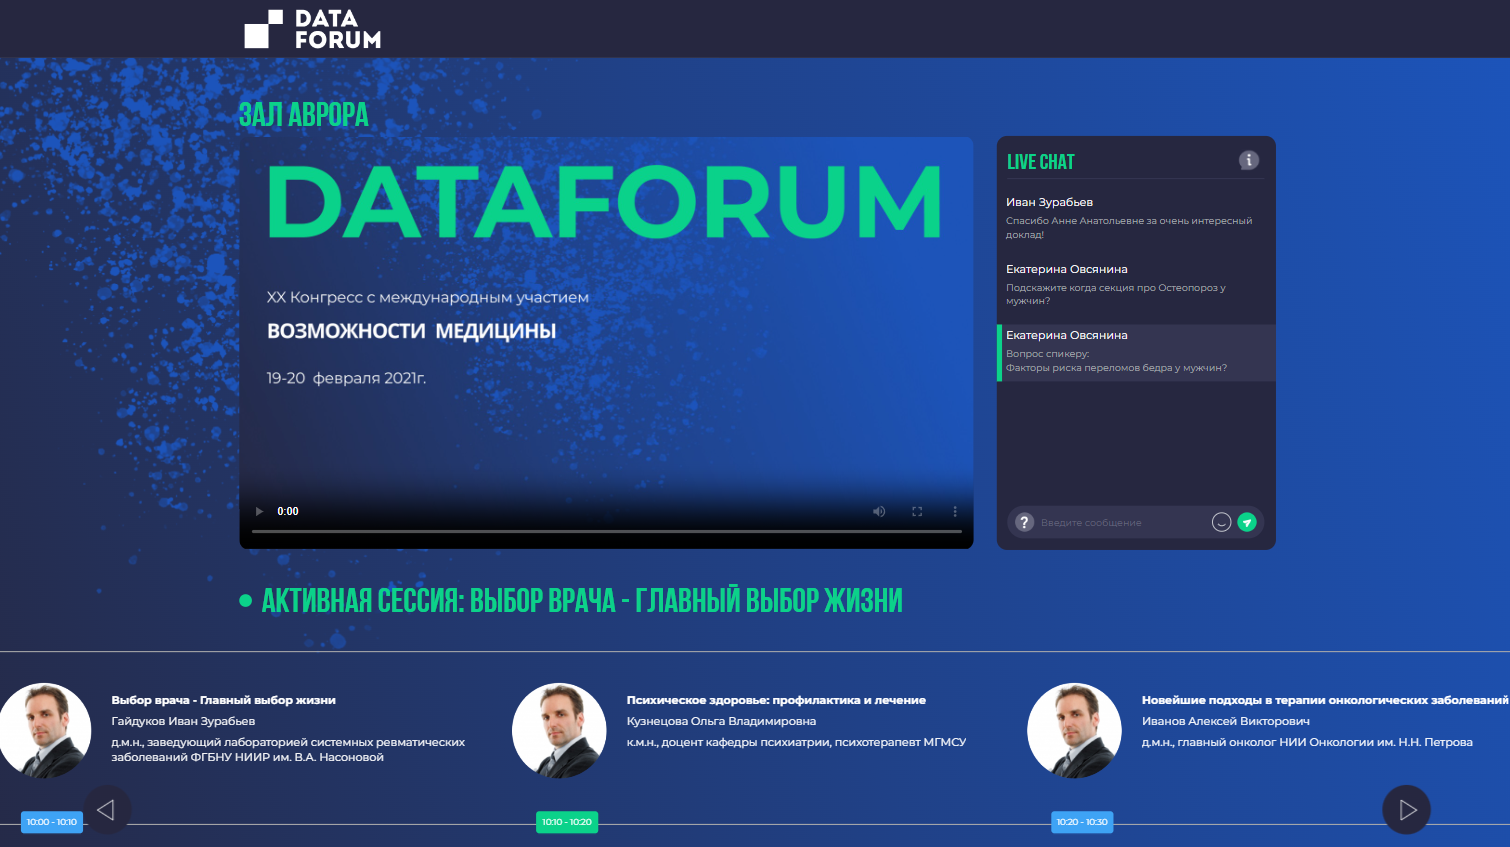 DATA
FORUM
ЗАЛ АВРОРА
DATAFORUM
XX Конгресс с международным участием
ВОЗМОЖНОСТИ МЕДИЦИНЫ
19-20 февраля 2021г.
0:00
LIVE CHAT
i
Иван Зурабьев
Спасибо Анне Анатольевне за очень интересный
доклад!
Екатерина Овсянина
Подскажите когда секция про Остеопороз у
мужчин?
Екатерина Овсянина
Вопрос спикеру:
Факторы риска переломов бедра у мужчин?
?
Введите сообщение
АКТИВНАЯ СЕССИЯ: ВЫБОР ВРАЧА - ГЛАВНЫЙ ВЫБОР ЖИЗНИ
Выбор врача - Главный выбор жизни
Гайдуков Иван Зурабьев
д.м.н., заведующий лабораторией системных ревматических
заболеваний ФГБНУ НИИР им. В.А. Насоновой
10:00 - 10:10
Психическое здоровье: профилактика и лечение
Кузнецова Ольга Владимировна
к.м.н., доцент кафедры психиатрии, психотерапевт МГМСУ
10:10 - 10:20
Новейшие подходы в терапии онкологических заболеваний
Иванов Алексей Викторович
д.м.н., главный онколог НИИ Онкологии им. Н.Н. Петрова
10:20 - 10:30